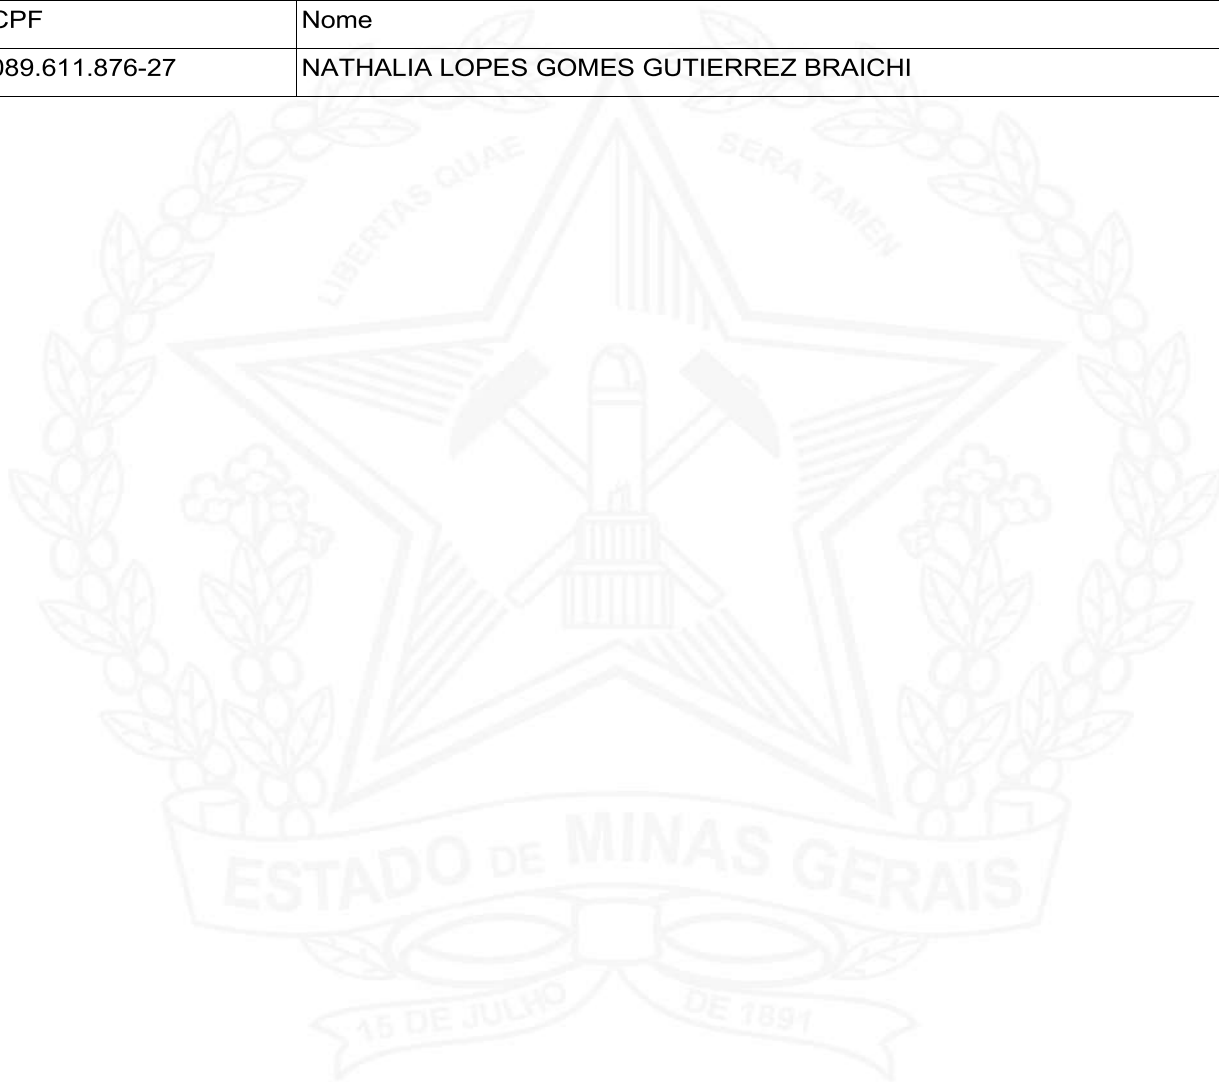 CPF Nome
089.611.876-27 NATHALIA LOPES GOMES GUTIERREZ BRAICHI
LIBERTAS QUAE SERA TAMEN
ESTADO DE MINAS GERAIS
15 DE JULHO DE 1891